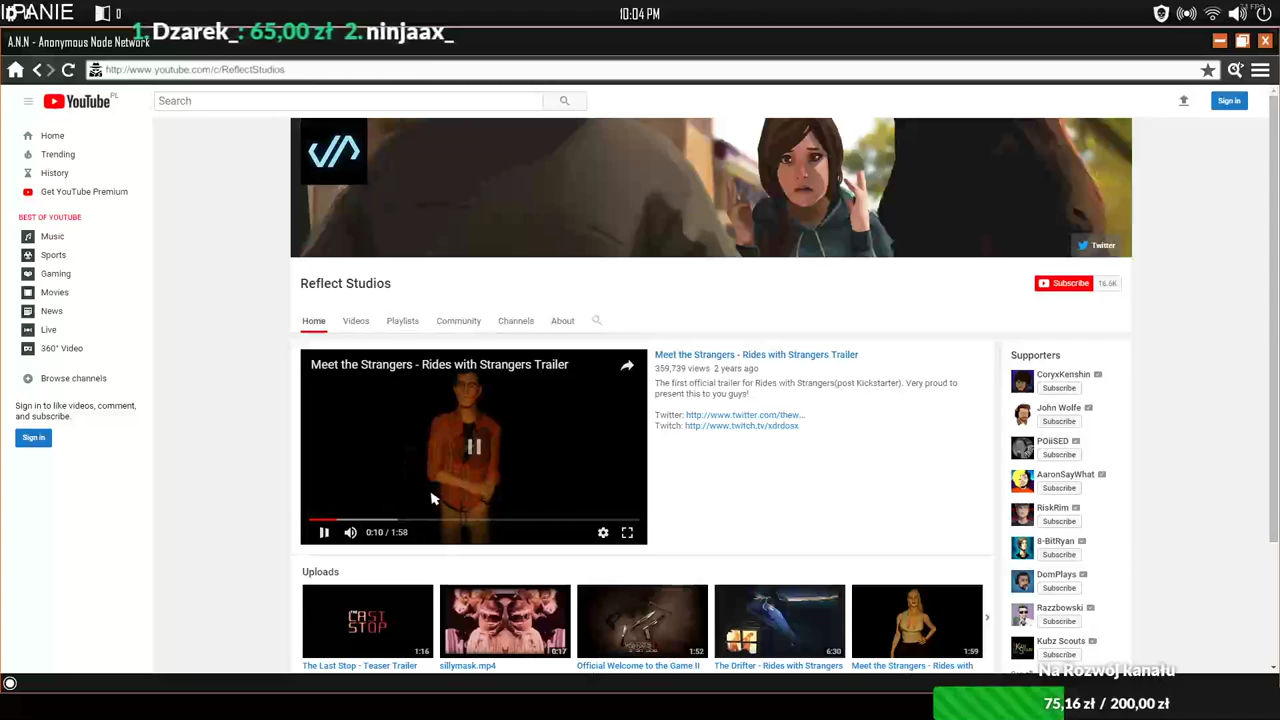 IPANIE
0
10:04 PM
1. Dzarek_: 65,00 zł 2. ninjaax_
A.N.N - Anonymous Node Network
http://www.youtube.com/c/ReflectStudios
YouTube PL
Search
Sign in
Home
Trending
History
Get YouTube Premium
BEST OF YOUTUBE
Music
Sports
Gaming
Movies
News
Live
360° Video
Browse channels
Sign in to like videos, comment,
and subscribe.
Sign in
Twitter
Reflect Studios
Subscribe 16.6K
Home Videos Playlists Community Channels About
Meet the Strangers - Rides with Strangers Trailer
0:10 / 1:58
Meet the Strangers - Rides with Strangers Trailer
359,739 views 2 years ago
The first official trailer for Rides with Strangers(post Kickstarter). Very proud to
present this to you guys!
Twitter: http://www.twitter.com/thew...
Twitch: http://www.twitch.tv/xdrdosx
Uploads
THE LAST STOP
1:16
0:17
1:52
6:30
1:59
The Last Stop - Teaser Trailer
sillymask.mp4
Official Welcome to the Game II
The Drifter - Rides with Strangers
Meet the Strangers - Rides with
Supporters
CoryxKenshin
Subscribe
John Wolfe
Subscribe
POiiSED
Subscribe
AaronSayWhat
Subscribe
RiskRim
Subscribe
8-BitRyan
Subscribe
DomPlays
Subscribe
Razzbowski
Subscribe
Kubz Scouts
Subscribe
Na Rozwój kanału
75,16 zł / 200,00 zł